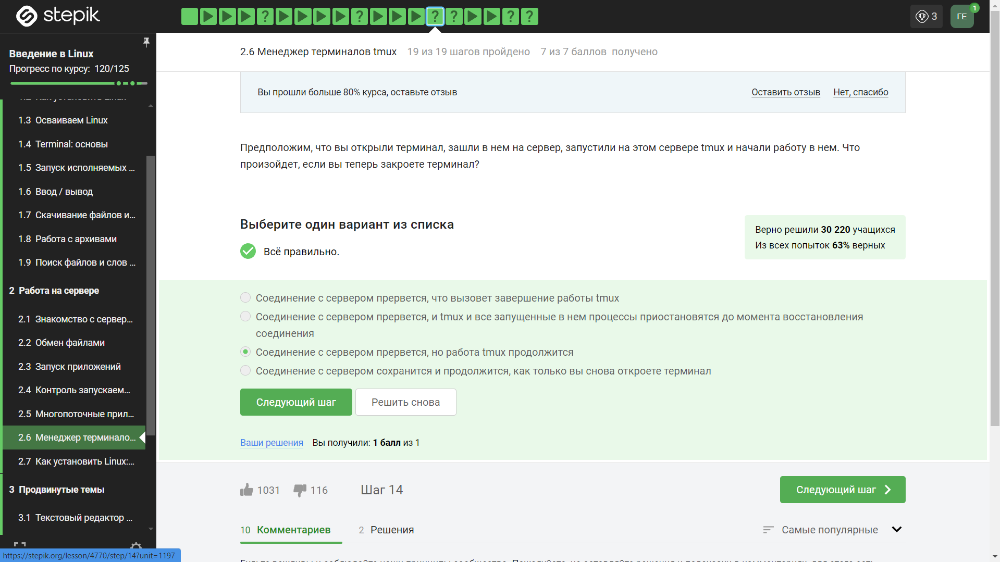 stepik
? ? ? ? ? ?
3
ГЕ
1
Введение в Linux
Прогресс по курсу: 120/125
1.3 Осваиваем Linux
1.4 Terminal: основы
1.5 Запуск исполняемых ...
1.6 Ввод / вывод
1.7 Скачивание файлов и...
1.8 Работа с архивами
1.9 Поиск файлов и слов ...
2 Работа на сервере
2.1 Знакомство с сервер...
2.2 Обмен файлами
2.3 Запуск приложений
2.4 Контроль запускаем...
2.5 Многопоточные прил...
2.6 Менеджер терминало...
2.7 Как установить Linux:...
3 Продвинутые темы
3.1 Текстовый редактор ...
https://stepik.org/lesson/4770/step/14?unit=1197
2.6 Менеджер терминалов tmux 19 из 19 шагов пройдено 7 из 7 баллов получено
Вы прошли больше 80% курса, оставьте отзыв
Оставить отзыв Нет, спасибо
Предположим, что вы открыли терминал, зашли в нем на сервер, запустили на этом сервере tmux и начали работу в нем. Что
произойдет, если вы теперь закроете терминал?
Выберите один вариант из списка
Всё правильно.
Верно решили 30 220 учащихся
Из всех попыток 63% верных
Соединение с сервером прервется, что вызовет завершение работы tmux
Соединение с сервером прервется, и tmux и все запущенные в нем процессы приостановятся до момента восстановления
соединения
Соединение с сервером прервется, но работа tmux продолжится
Соединение с сервером сохранится и продолжится, как только вы снова откроете терминал
Следующий шаг Решить снова
Ваши решения Вы получили: 1 балл из 1
1031 116 Шаг 14
Следующий шаг
10 Комментариев 2 Решения
Самые популярные